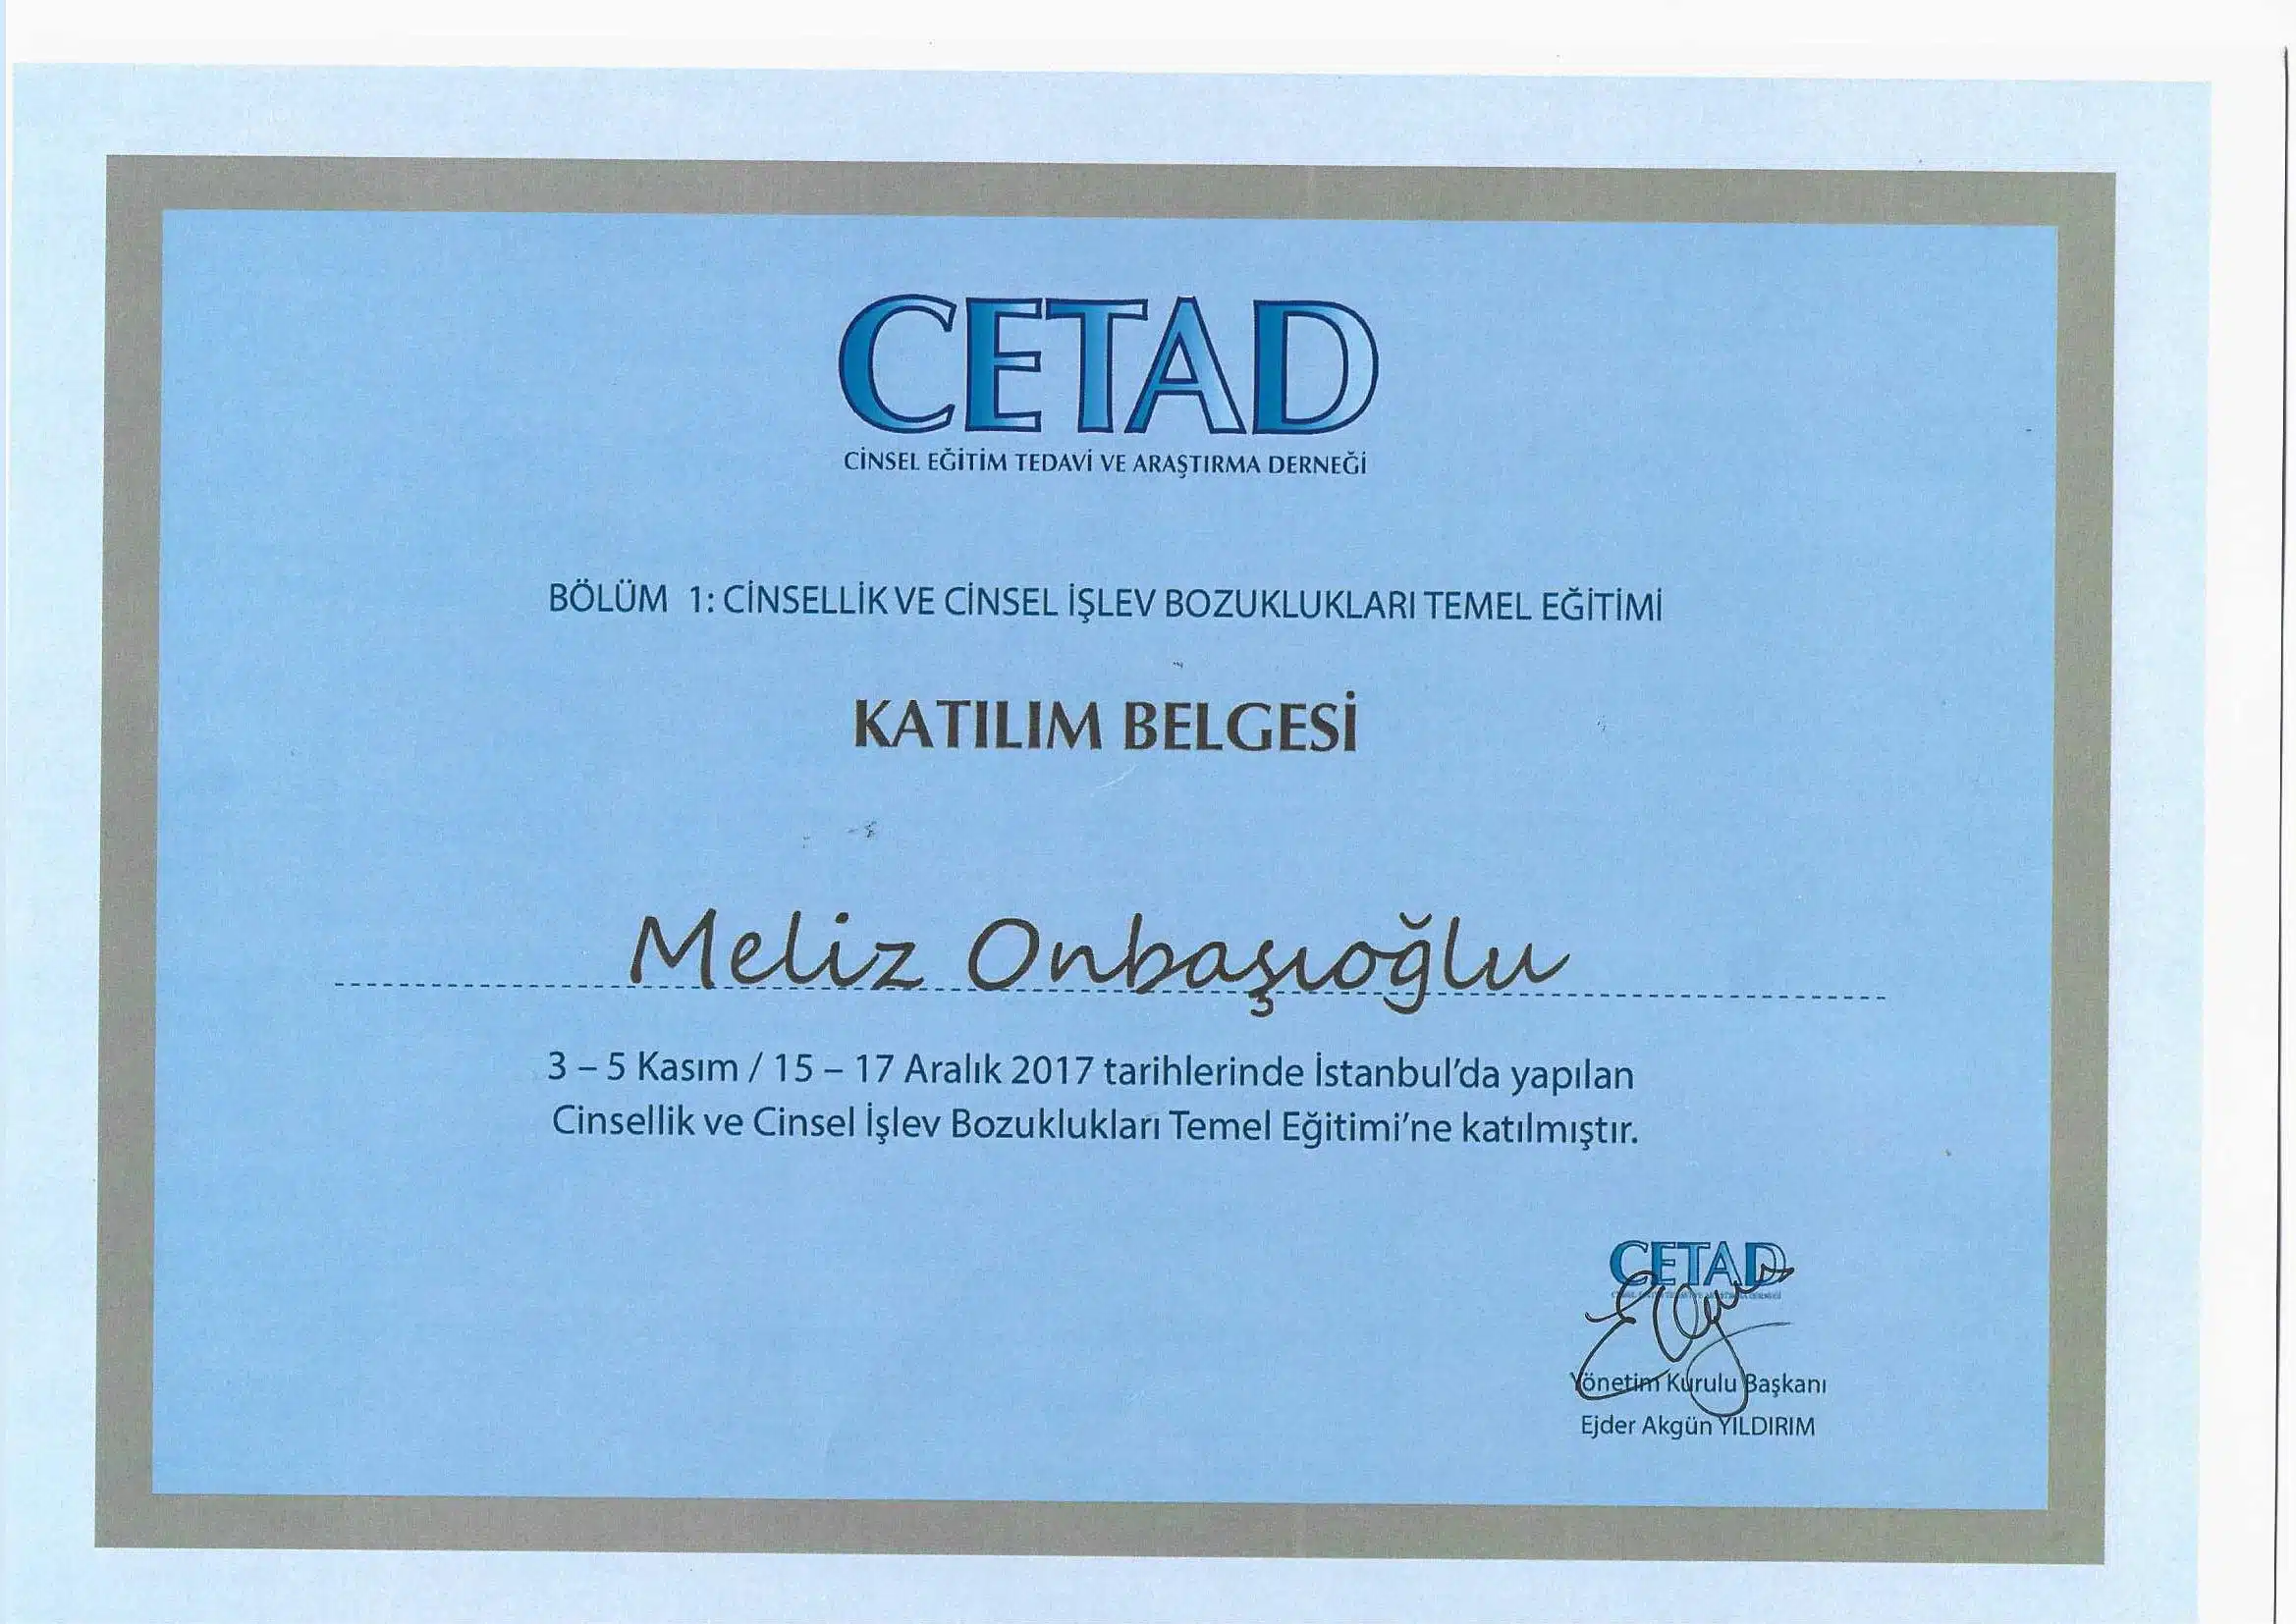 CETAD
CİNSEL EĞİTİM TEDAVİ VE ARAŞTIRMA DERNEĞİ
BÖLÜM 1: CİNSELLİK VE CİNSEL İŞLEV BOZUKLUKLARI TEMEL EĞİTİMİ
KATILIM BELGESİ
Meliz Onbaşıoğlu
3 – 5 Kasım / 15 – 17 Aralık 2017 tarihlerinde İstanbul'da yapılan
Cinsellik ve Cinsel İşlev Bozuklukları Temel Eğitimi'ne katılmıştır.
CETAD
Yönetim Kurulu Başkanı
Ejder Akgün YILDIRIM